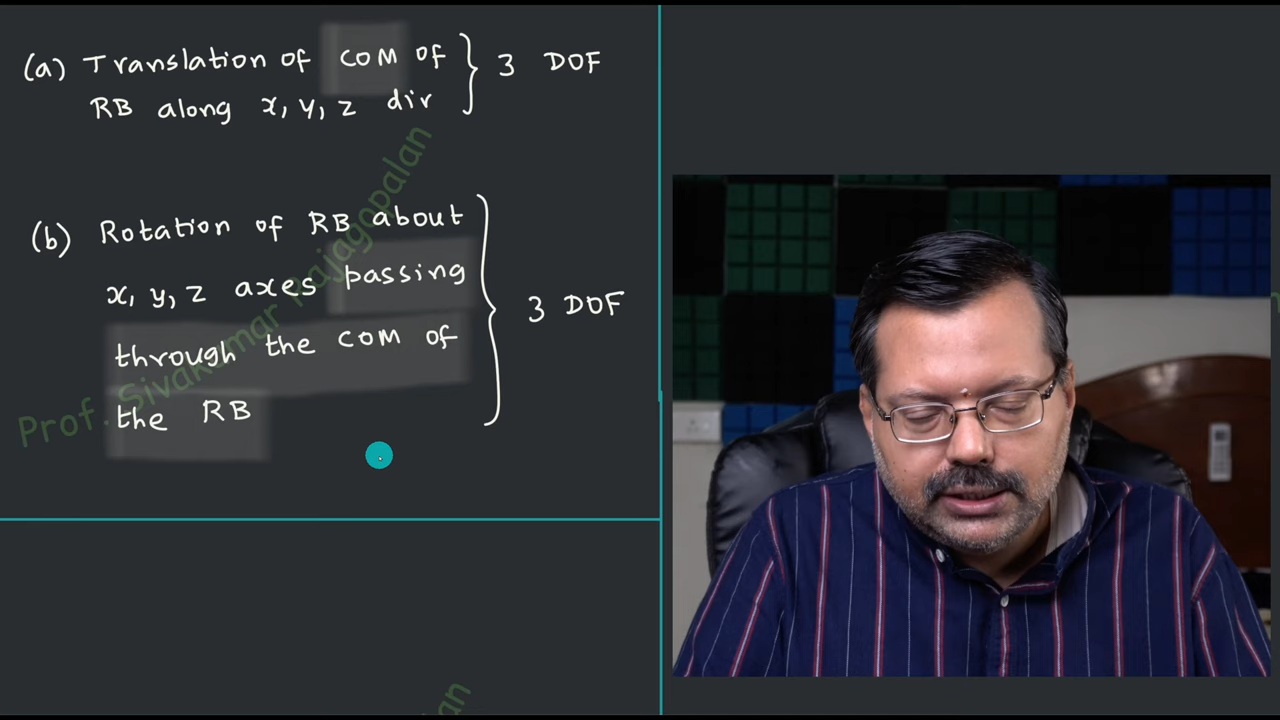 (a) Translation of COM of
RB along x, y, z dir
3 DOF
(b) Rotation of RB about
x, y, z axes passing
through the COM of
the RB
3 DOF
Prof. Sivakumar Rajagopalan